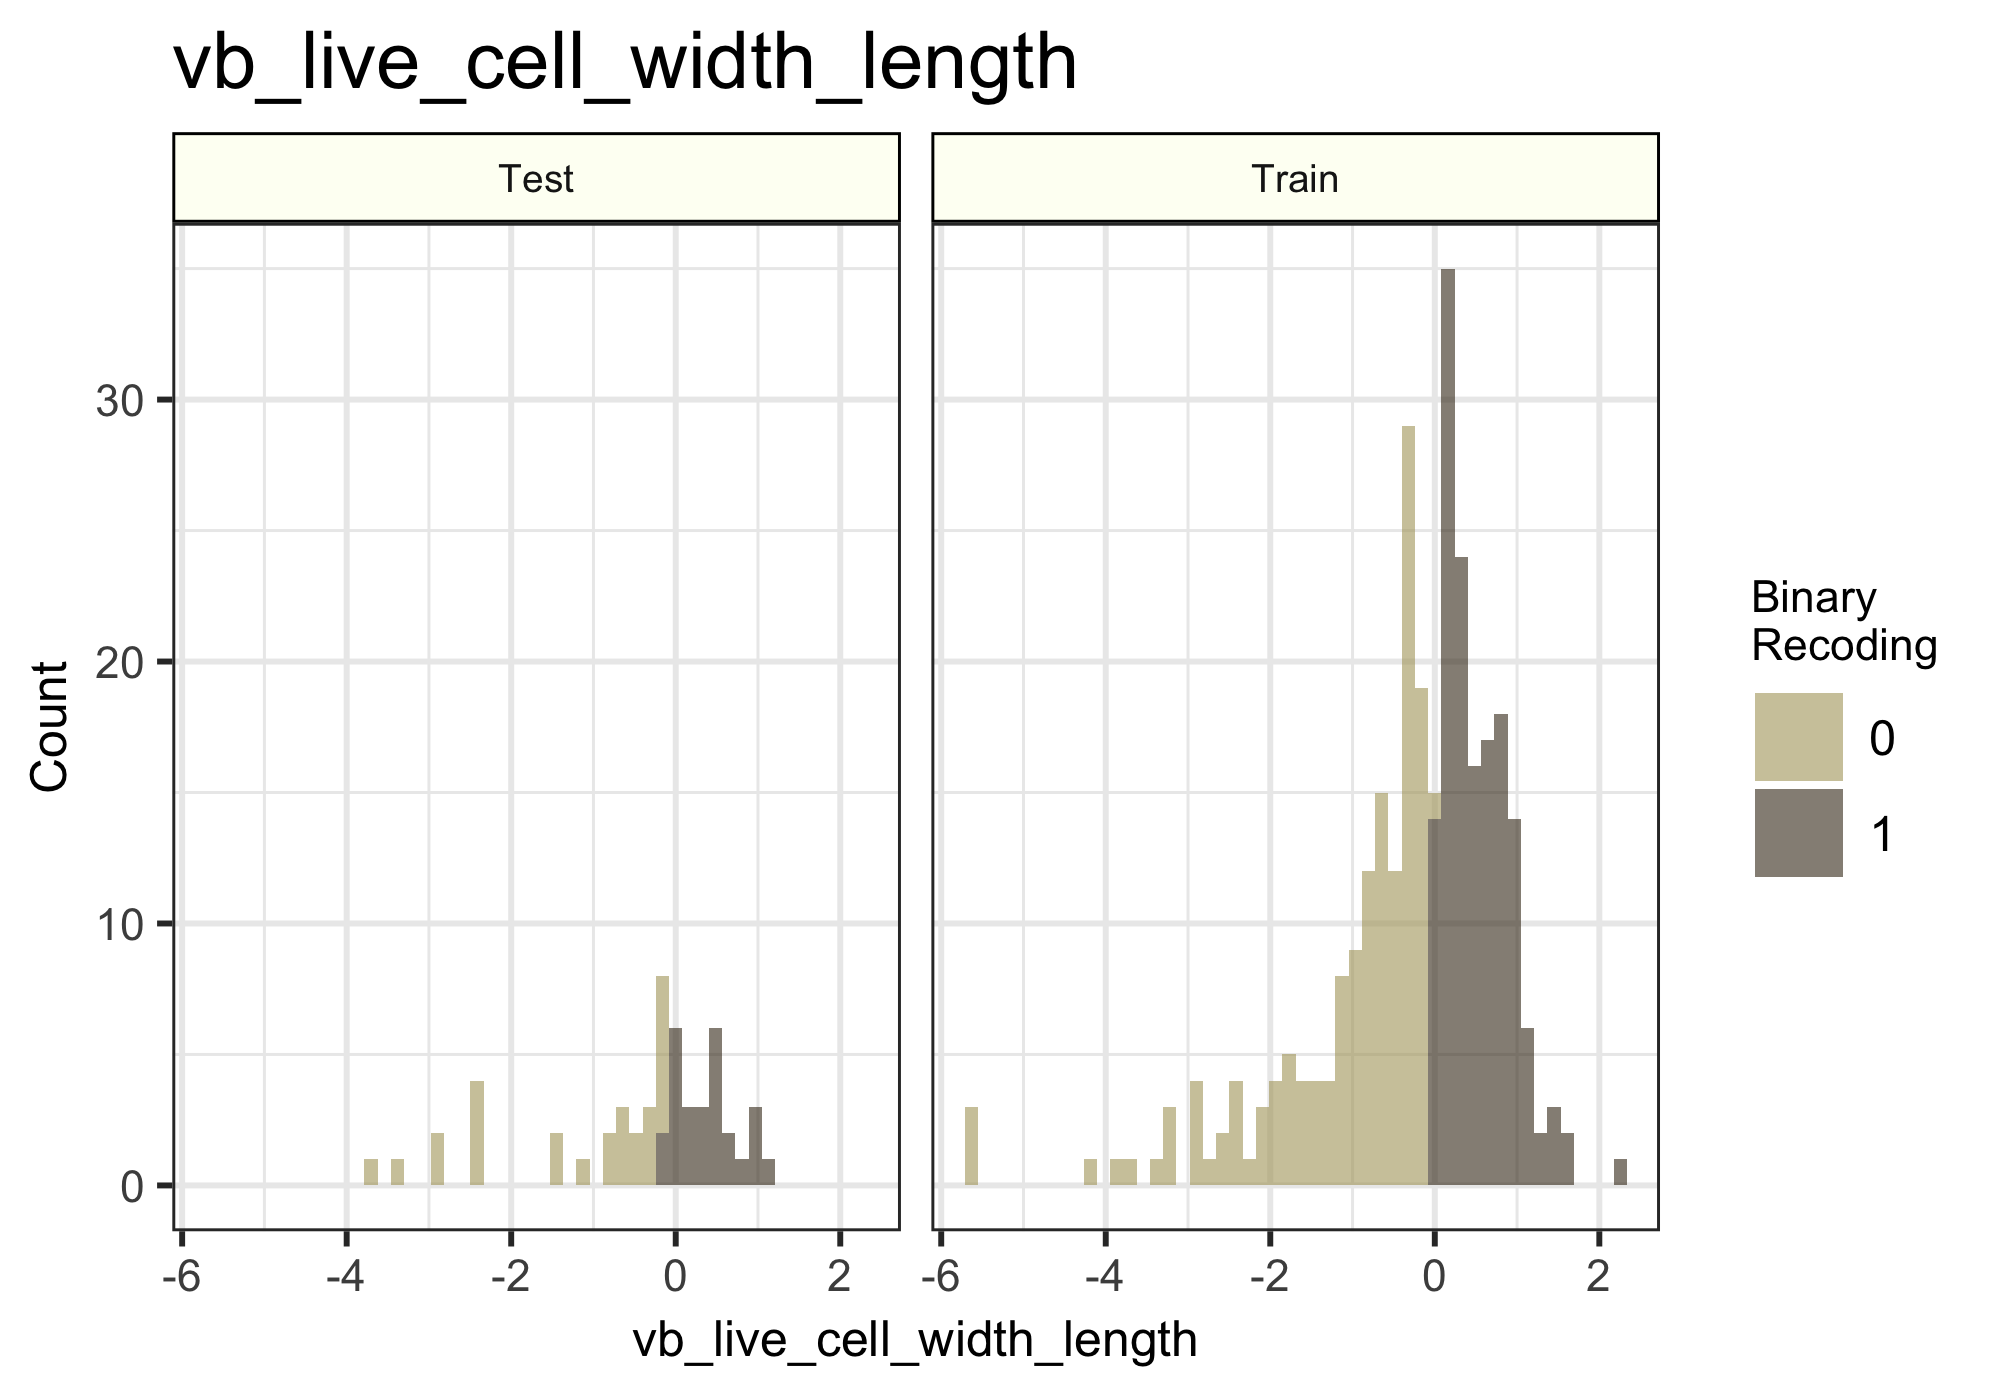 vb_live_cell_width_length
Test
Train
Count
30
20
10
0
-6
-4
-2
0
2
-6
-4
-2
0
2
vb_live_cell_width_length
Binary
Recoding
0
1